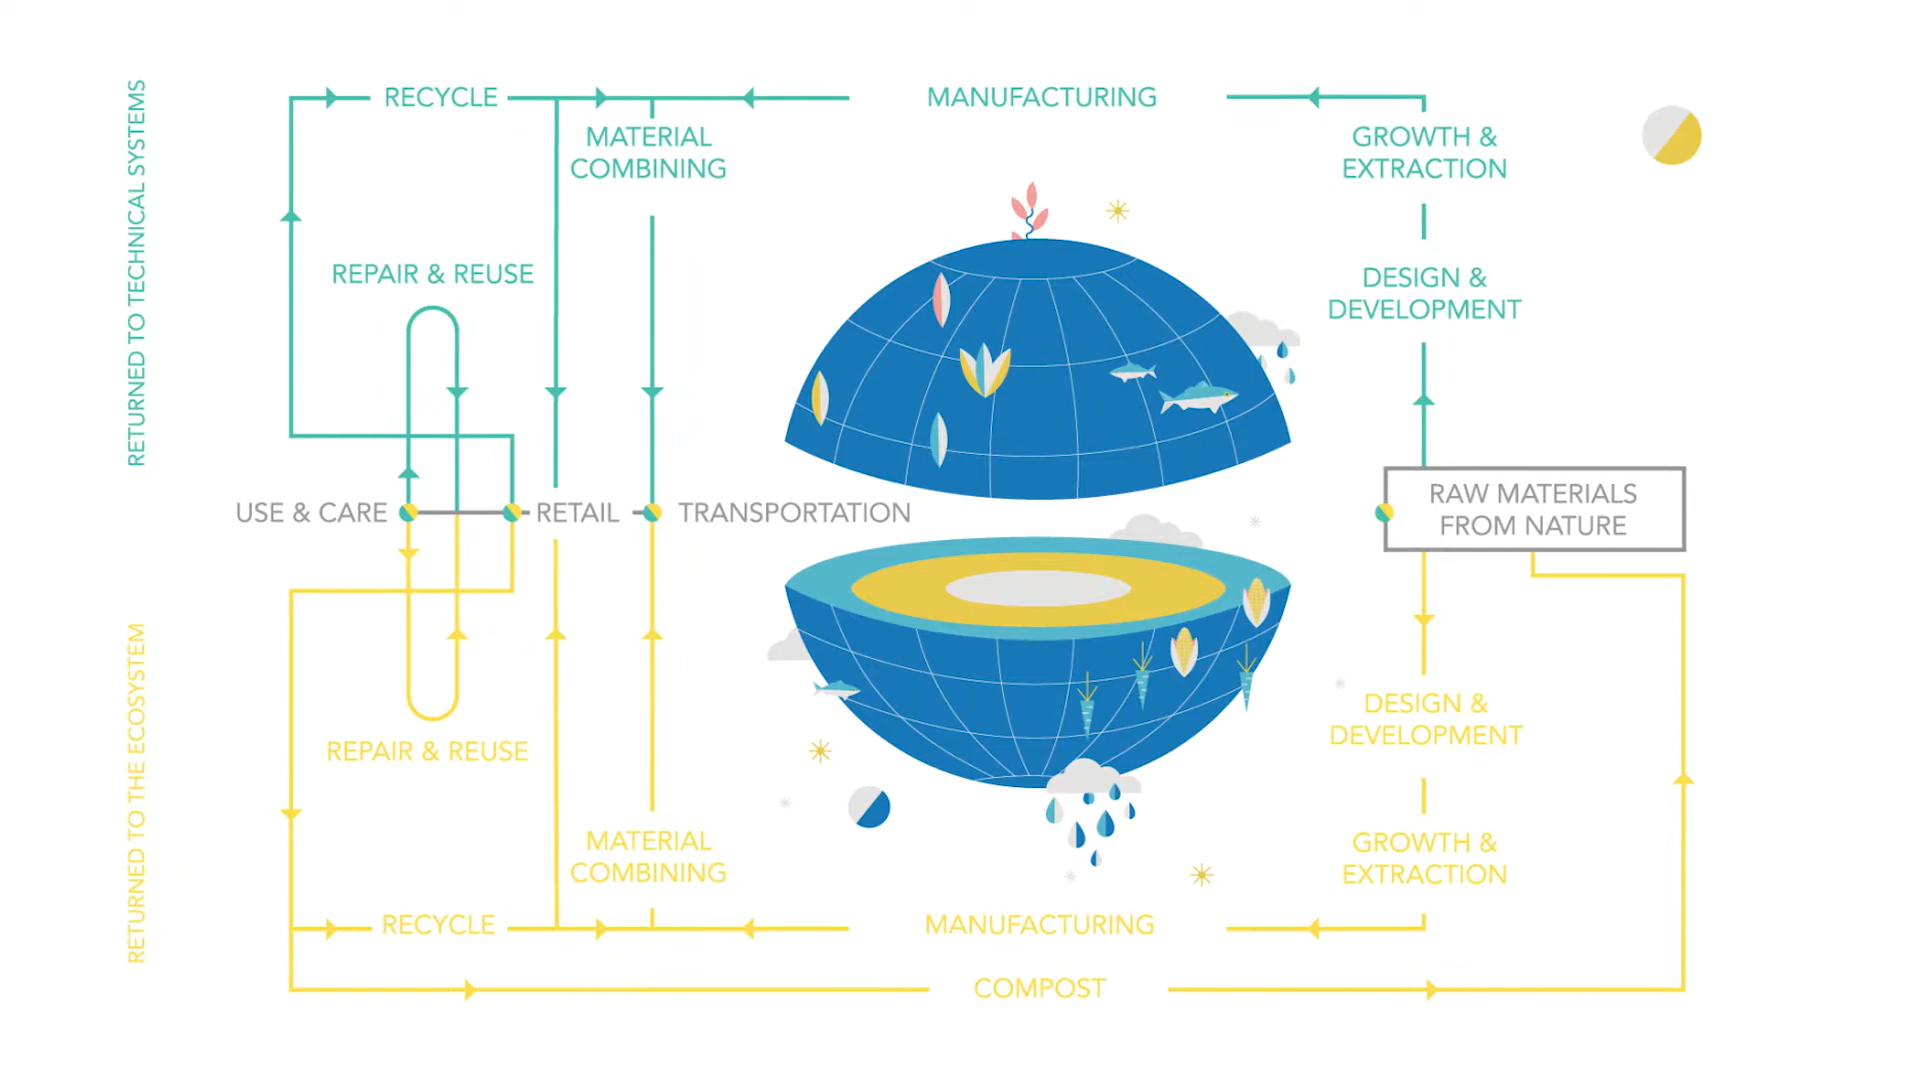 RETURNED TO TECHNICAL SYSTEMS
RECYCLE
MANUFACTURING
MATERIAL
COMBINING
GROWTH &
EXTRACTION
REPAIR & REUSE
DESIGN &
DEVELOPMENT
USE & CARE
RETAIL
TRANSPORTATION
RAW MATERIALS
FROM NATURE
RETURNED TO THE ECOSYSTEM
REPAIR & REUSE
DESIGN &
DEVELOPMENT
MATERIAL
COMBINING
GROWTH &
EXTRACTION
RECYCLE
MANUFACTURING
COMPOST